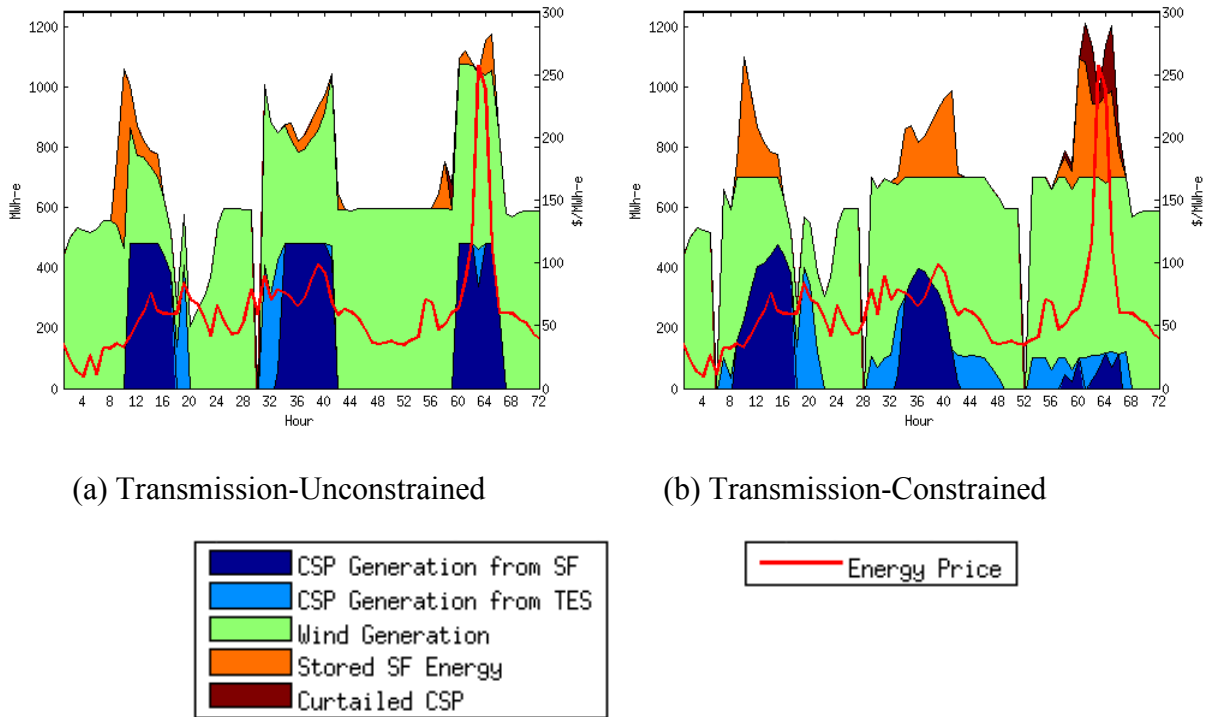 1200
1000
800
600
400
200
0
MWh-e
300
250
200
150
100
50
0
$/MWh-e
4 8 12 16 20 24 28 32 36 40 44 48 52 56 60 64 68 72
Hour
1200
1000
800
600
400
200
0
MWh-e
300
250
200
150
100
50
0
$/MWh-e
4 8 12 16 20 24 28 32 36 40 44 48 52 56 60 64 68 72
Hour
(a) Transmission-Unconstrained
(b) Transmission-Constrained
CSP Generation from SF
CSP Generation from TES
Wind Generation
Stored SF Energy
Curtailed CSP
Energy Price